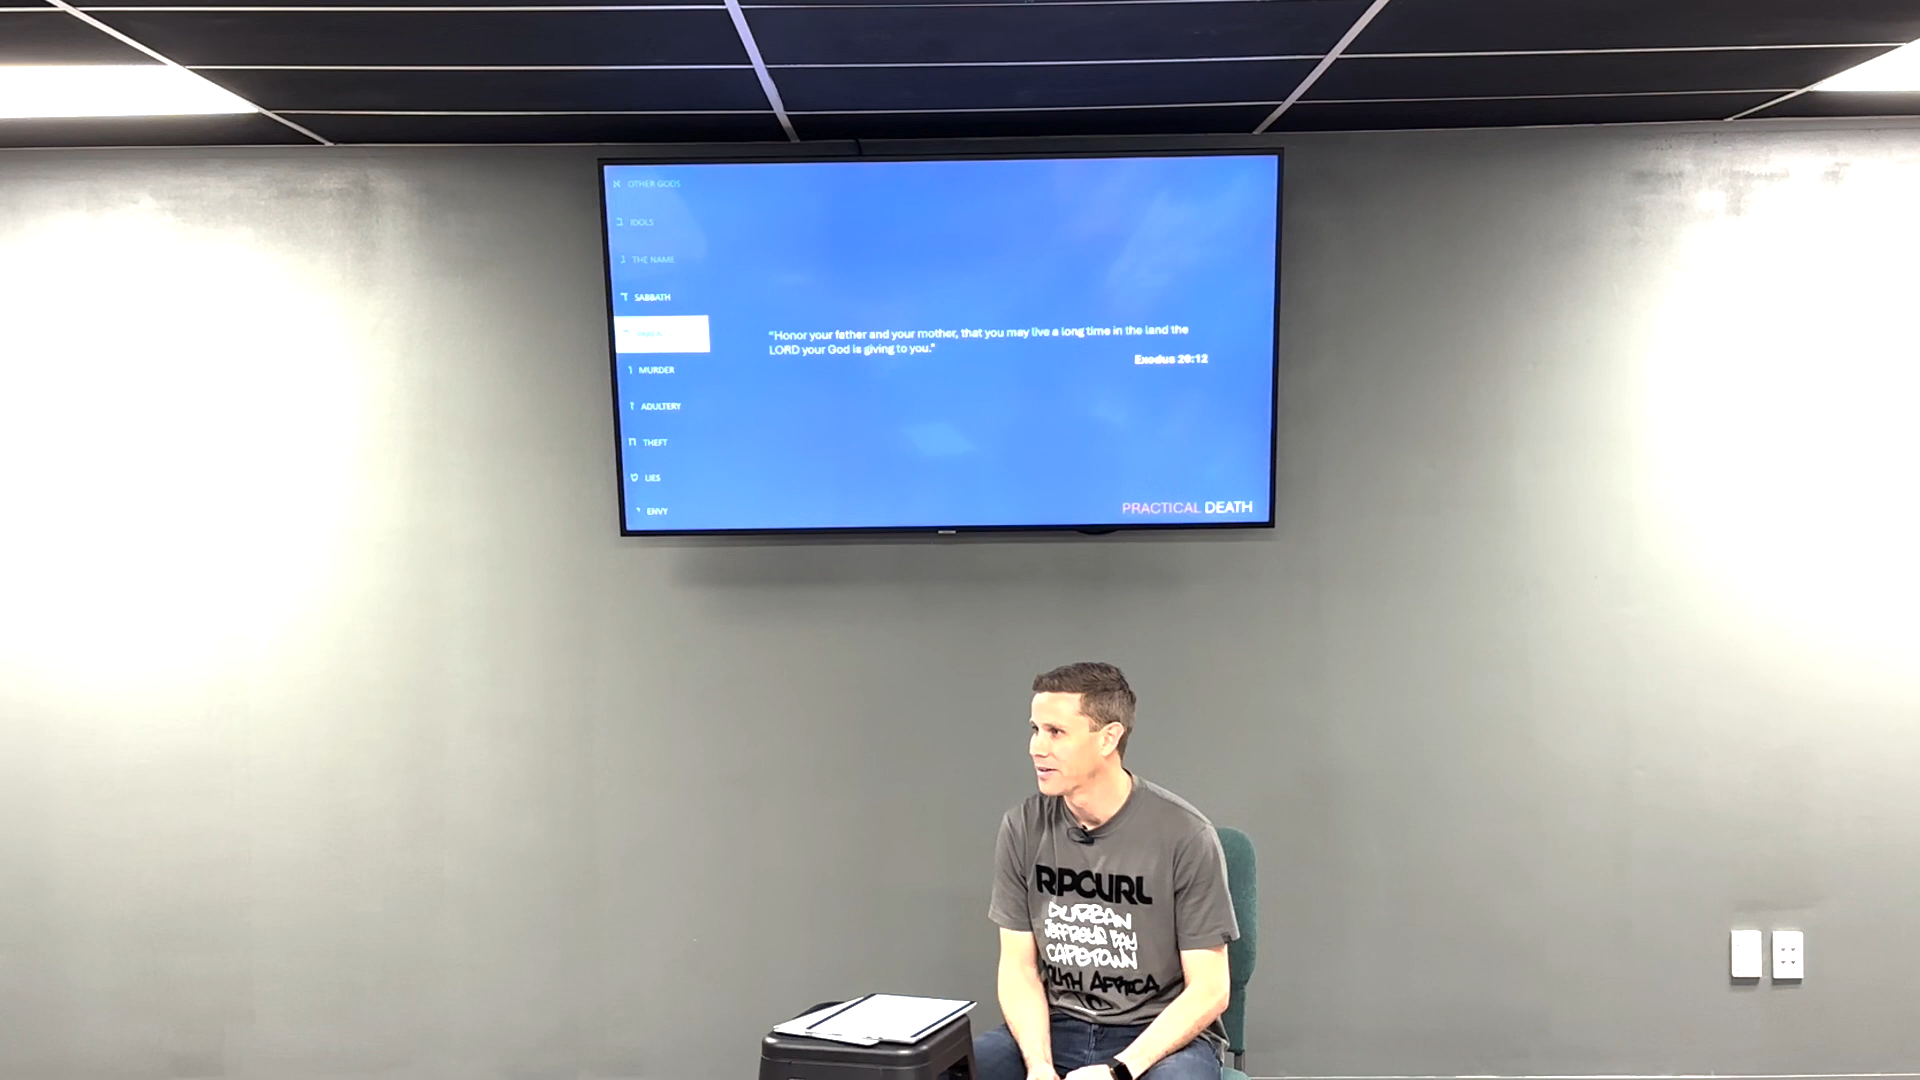 א OTHER GODS
ב IDOLS
ג THE NAME
ד SABBATH
ו MURDER
ז ADULTERY
ח THEFT
ט LIES
י ENVY
"Honor your father and your mother, that you may live a long time in the land the
LORD your God is giving to you."
Exodus 20:12
PRACTICAL DEATH
RIPCURL
DURBAN
JEFFREYS BAY
CAPETOWN
SOUTH AFRICA